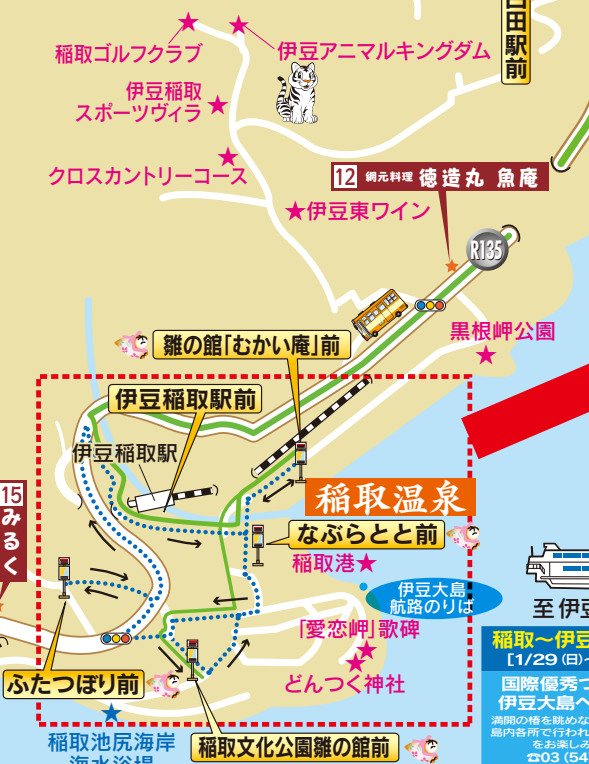 田駅前
稲取ゴルフクラブ
伊豆アニマルキングダム
伊豆稲取
スポーツヴィラ
クロスカントリーコース
12 網元料理 徳造丸 魚庵
伊豆東ワイン
R135
黒根岬公園
雛の館「むかい庵」前
伊豆稲取駅前
伊豆稲取駅
15
みるく
稲取温泉
なぶらとと前
稲取港
伊豆大島
航路のりば
至伊豆
「愛恋岬」歌碑
どんつく神社
ふたつぼり前
稲取池尻海岸
海水浴場
稲取文化公園雛の館前
稲取〜伊豆
[1/29(日)〜
国際優秀つ
伊豆大島へ
満開の椿を眺めな
島内各所で行われ
をお楽しみ
☎03(54